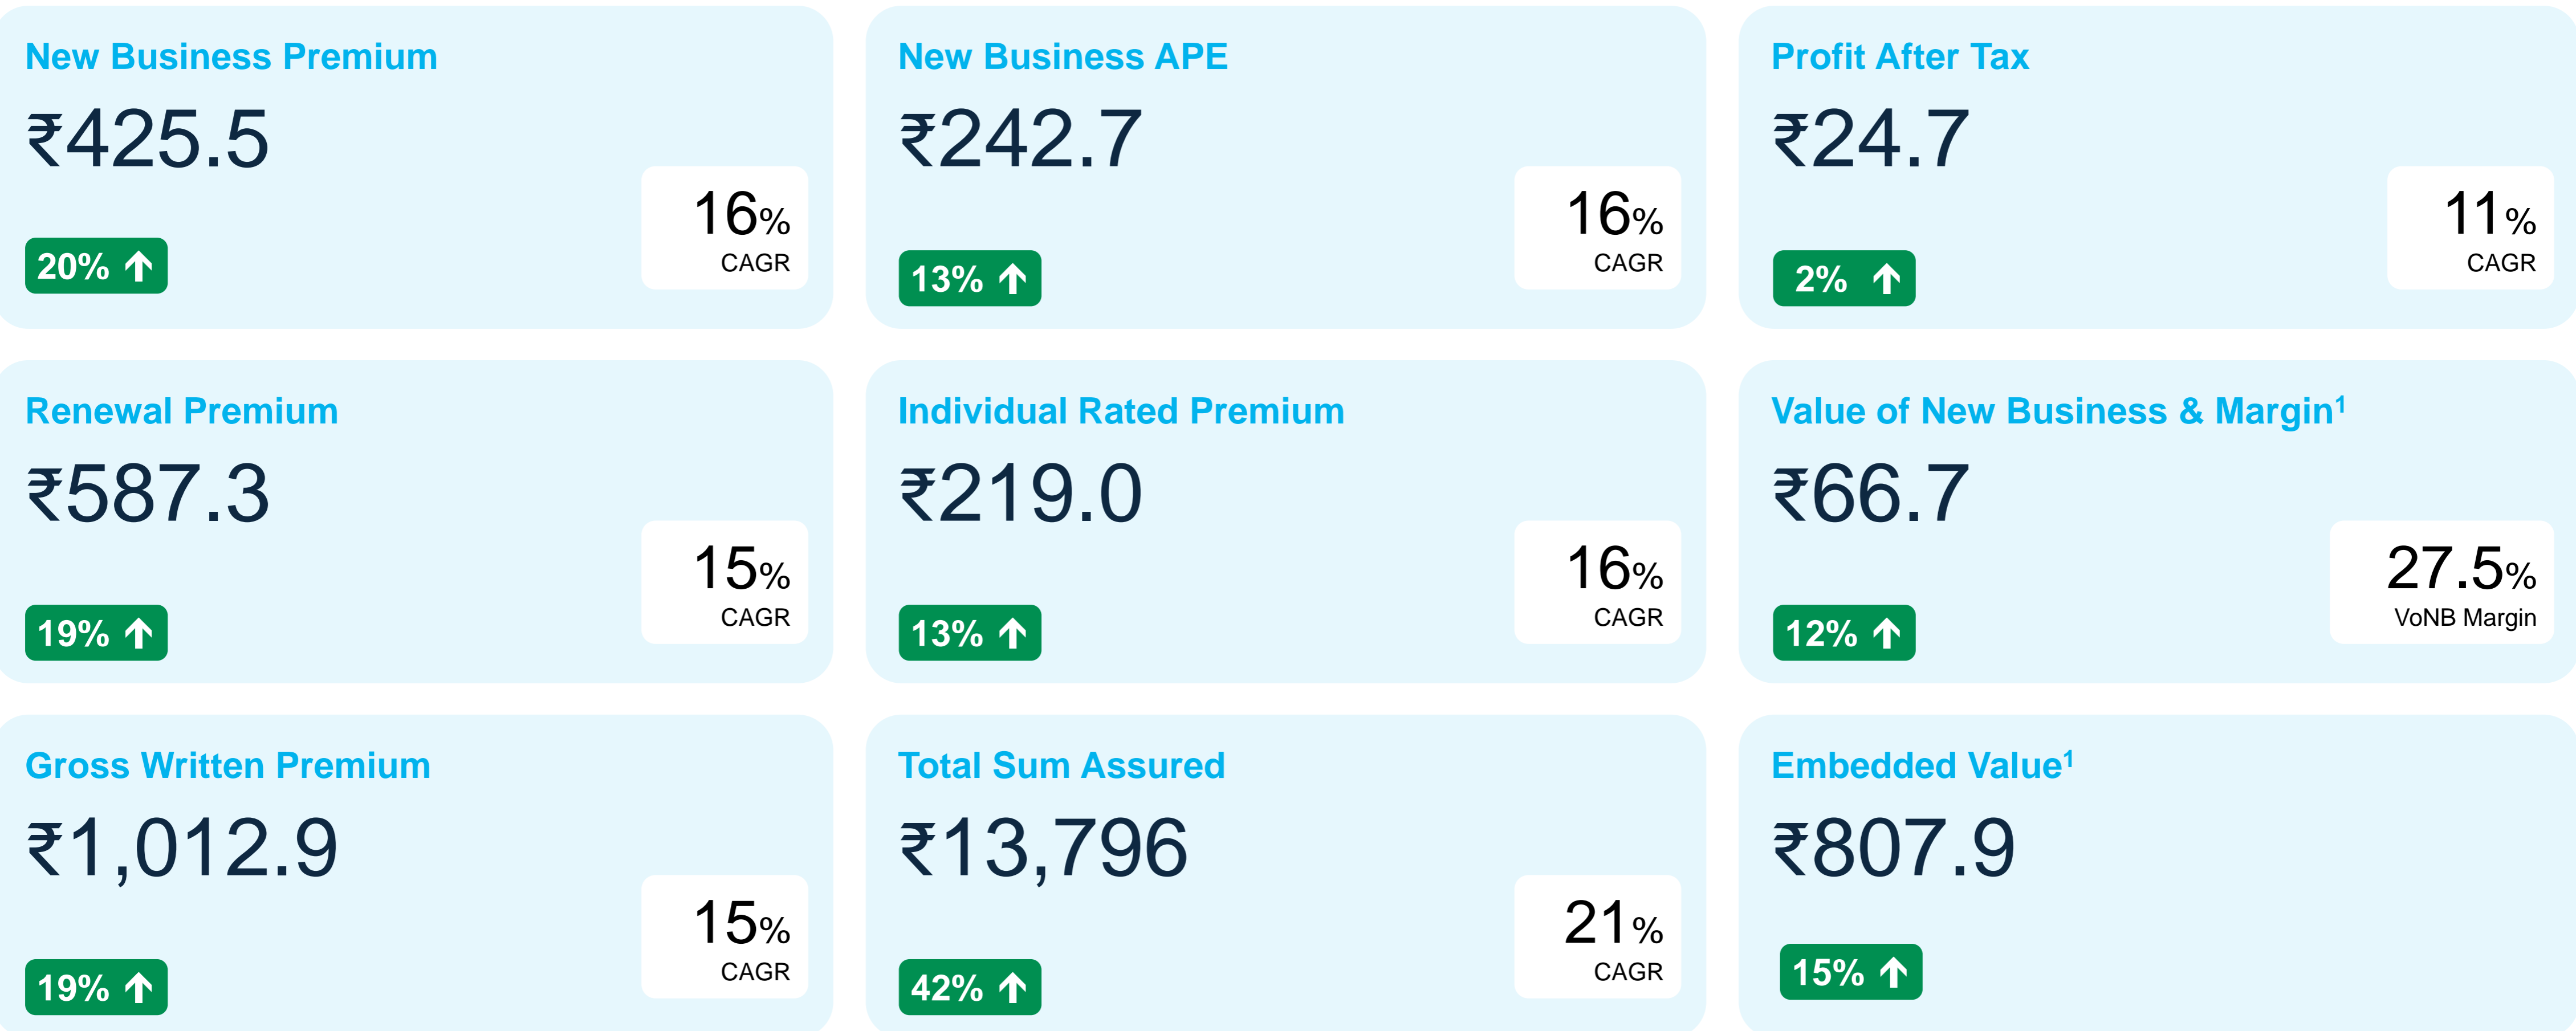 New Business Premium
₹425.5
20%
16%
CAGR
New Business APE
₹242.7
13%
16%
CAGR
Profit After Tax
₹24.7
2%
11%
CAGR
Renewal Premium
₹587.3
19%
15%
CAGR
Individual Rated Premium
₹219.0
13%
16%
CAGR
Value of New Business & Margin¹
₹66.7
12%
27.5%
VoNB Margin
Gross Written Premium
₹1,012.9
19%
15%
CAGR
Total Sum Assured
₹13,796
42%
21%
CAGR
Embedded Value¹
₹807.9
15%